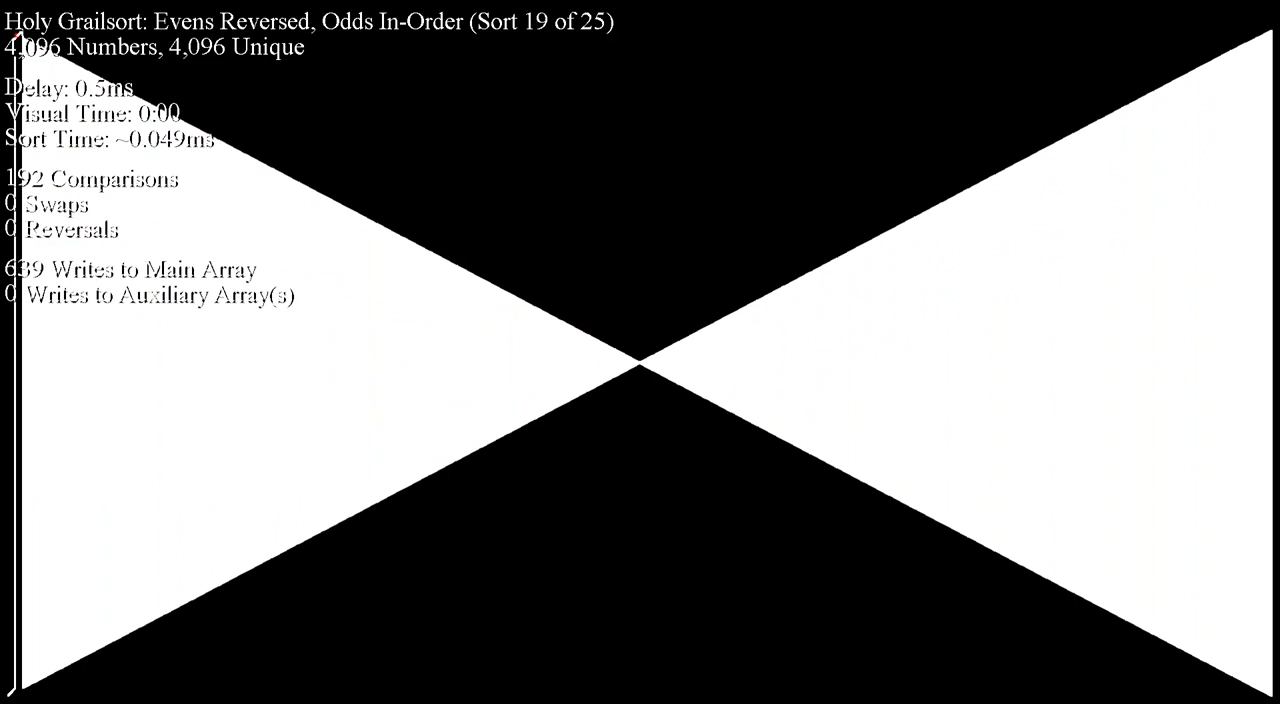 Holy Grailsort: Evens Reversed, Odds In-Order (Sort 19 of 25)
4,096 Numbers, 4,096 Unique
Delay: 0.5ms
Visual Time: 0:00
Sort Time: ~0.049ms
192 Comparisons
0 Swaps
0 Reversals
639 Writes to Main Array
0 Writes to Auxiliary Array(s)